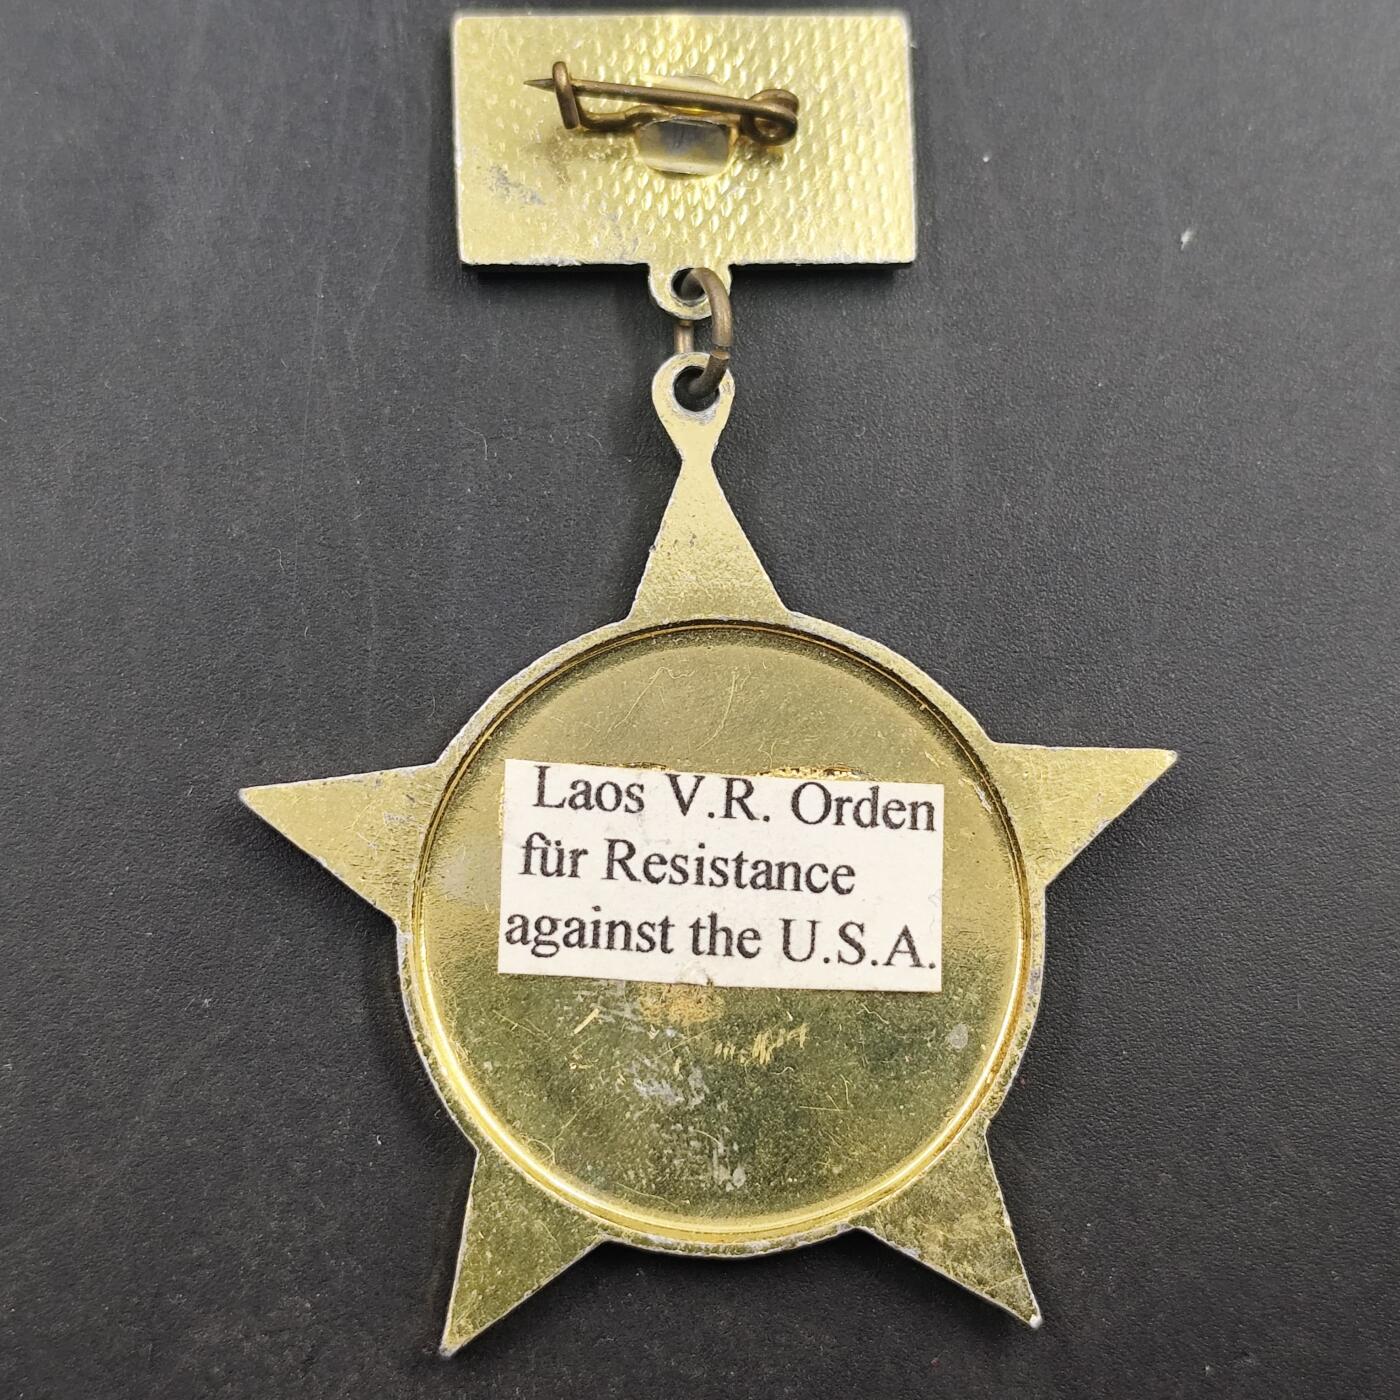 Laos V.R. Orden
für Resistance
against the U.S.A.